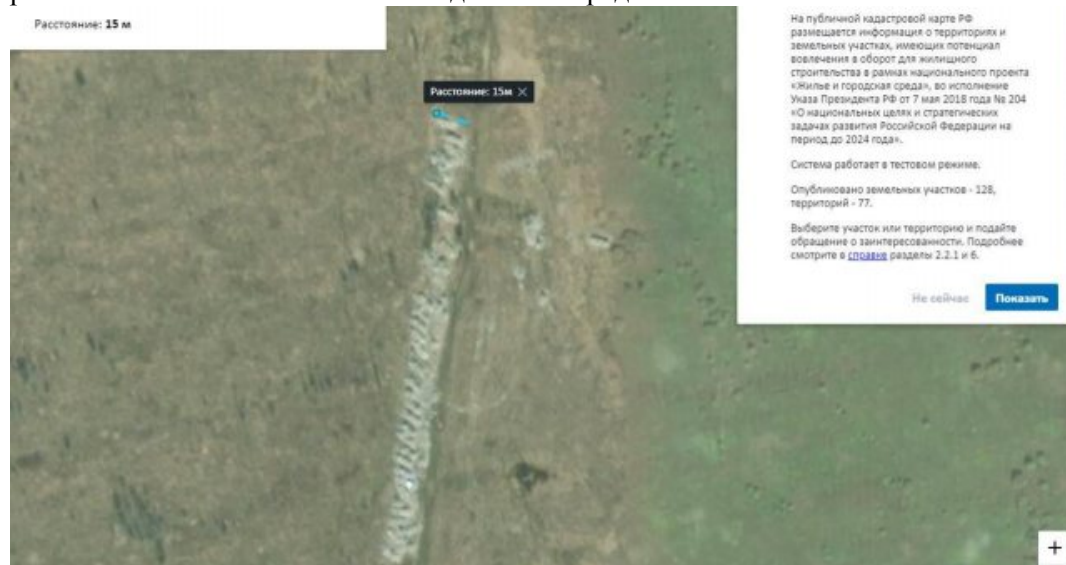 Расстояние: 15 м
Расстояние: 15м
На публичной кадастровой карте РФ
размещается информация о территориях и
земельных участках, имеющих потенциал
вовлечения в оборот для жилищного
строительства в рамках национального проекта
«Жилье и городская среда», во исполнение
Указа Президента РФ от 7 мая 2018 года № 204
«О национальных целях и стратегических
задачах развития Российской Федерации на
период до 2024 года».
Система работает в тестовом режиме.
Опубликовано земельных участков - 128,
территорий - 77.
Выберите участок или территорию и подайте
обращение о заинтересованности. Подробнее
смотрите в справке разделы 2.2.1 и 6.
Не сейчас Показать